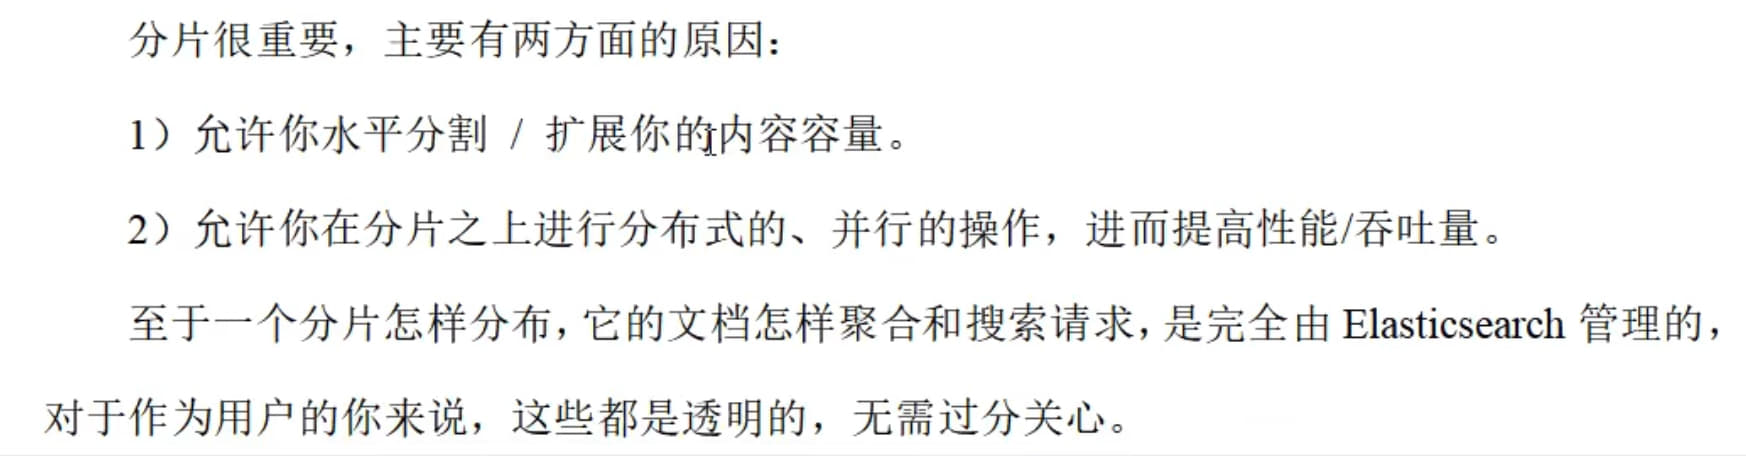 分片很重要，主要有两方面的原因：
1）允许你水平分割 / 扩展你的内容容量。
2）允许你在分片之上进行分布式的、并行的操作，进而提高性能/吞吐量。
至于一个分片怎样分布，它的文档怎样聚合和搜索请求，是完全由 Elasticsearch 管理的，
对于作为用户的你来说，这些都是透明的，无需过分关心。